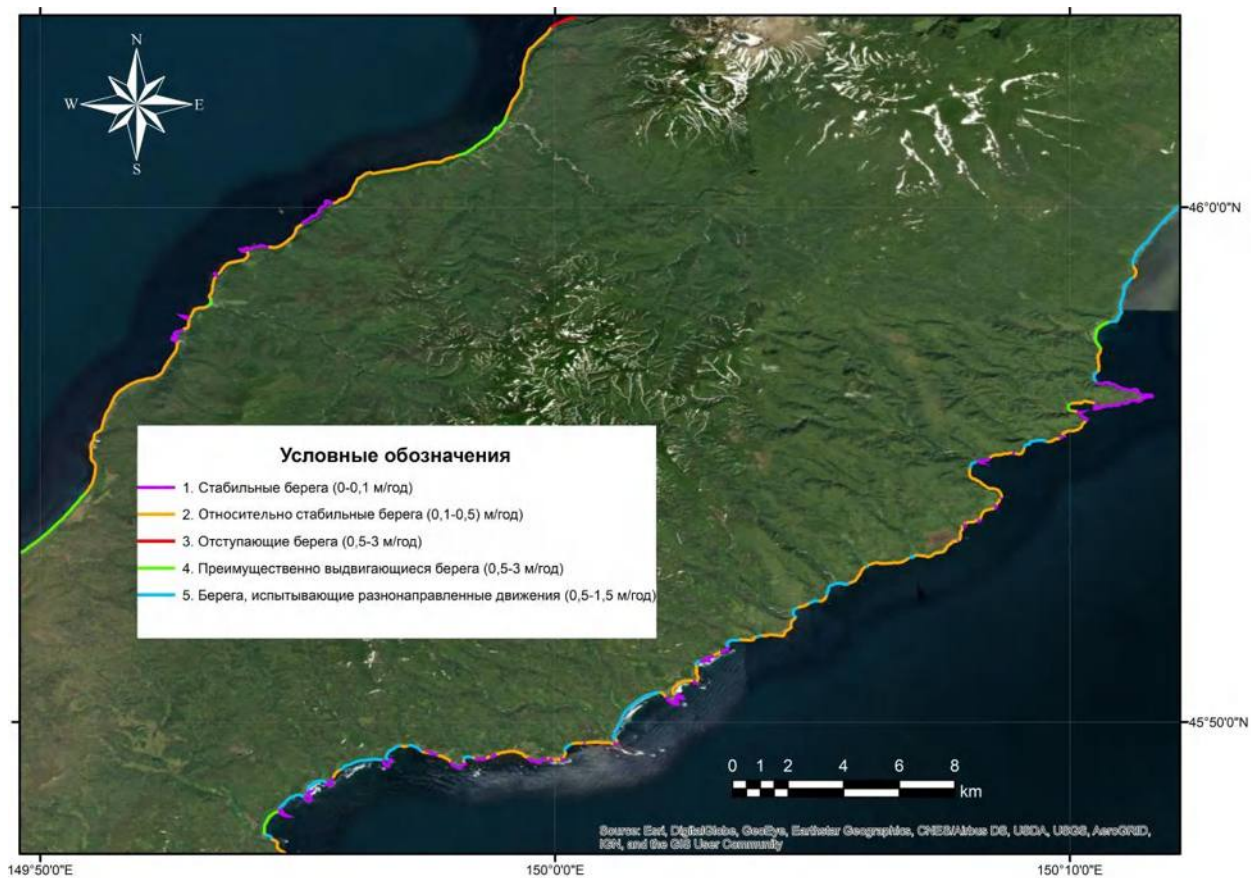 N
W
E
S
46°0'0"N
Условные обозначения
1. Стабильные берега (0-0,1 м/год)
2. Относительно стабильные берега (0,1-0,5) м/год)
3. Отступающие берега (0,5-3 м/год)
4. Преимущественно выдвигающиеся берега (0,5-3 м/год)
5. Берега, испытывающие разнонаправленные движения (0,5-1,5 м/год)
45°50'0"N
0 1 2 4 6 8
km
Source: Esri, DigitalGlobe, GeoEye, Earthstar Geographics, CNES/Airbus DS, USDA, USGS, AeroGRID,
IGN, and the GIS User Community
149°50'0"E
150°0'0"E
150°10'0"E